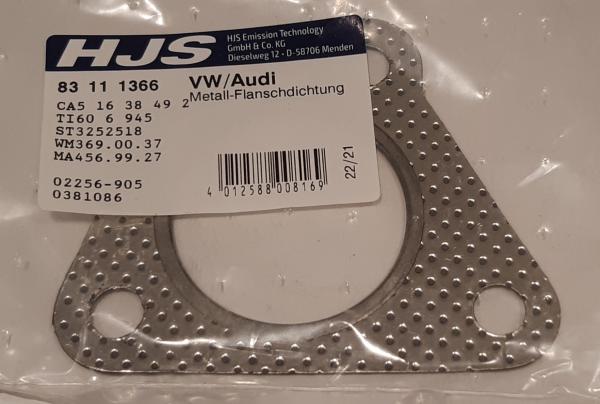 HJS
HJS Emission Technology
GmbH & Co. KG
Dieselweg 12 • D-58706 Menden
83 11 1366
VW/Audi
Metall-Flanschdichtung
CA5 16 38 49 2
TI60 6 945
ST3252518
WM369.00.37
MA456.99.27
02256-905
0381086
4 012588 008169
22/21